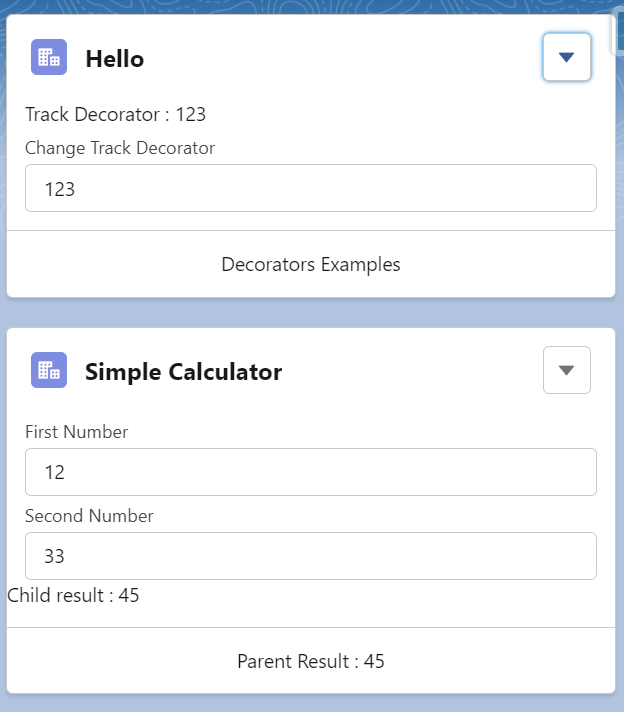 Hello
Track Decorator : 123
Change Track Decorator
123
Decorators Examples
Simple Calculator
First Number
12
Second Number
33
Child result : 45
Parent Result : 45